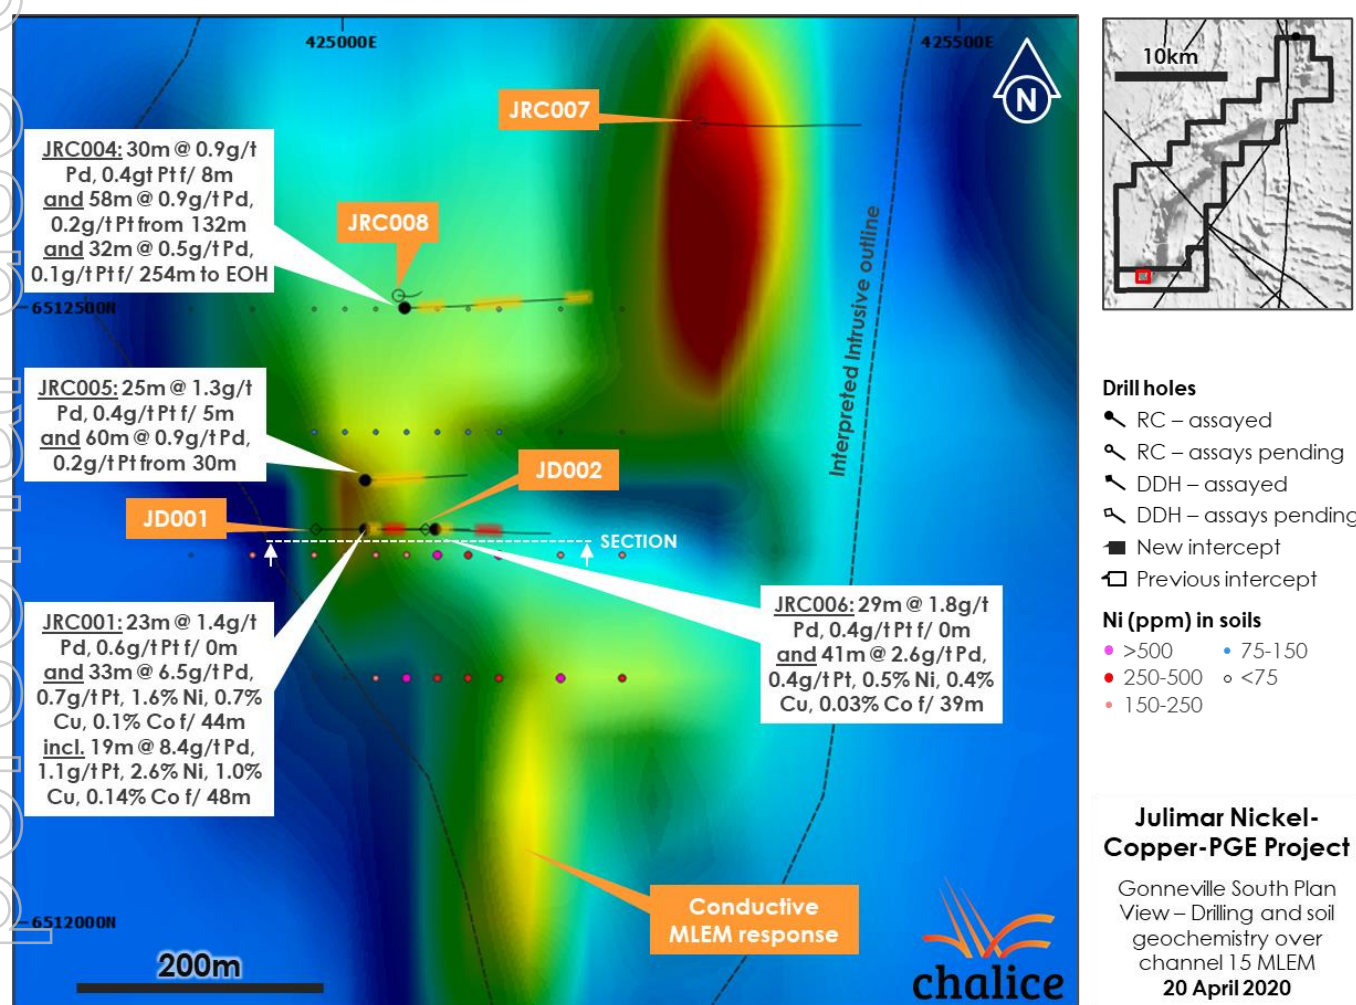 425000E
425500E
N
JRC007
JRC004: 30m @ 0.9g/t
Pd, 0.4gt Pt f/ 8m
and 58m @ 0.9g/t Pd,
0.2g/t Pt from 132m
and 32m @ 0.5g/t Pd,
0.1g/t Pt f/ 254m to EOH
JRC008
6512500N
Interpreted Intrusive outline
JRC005: 25m @ 1.3g/t
Pd, 0.4g/t Pt f/ 5m
and 60m @ 0.9g/t Pd,
0.2g/t Pt from 30m
JD002
JD001
SECTION
JRC001: 23m @ 1.4g/t
Pd, 0.6g/t Pt f/ 0m
and 33m @ 6.5g/t Pd,
0.7g/t Pt, 1.6% Ni, 0.7%
Cu, 0.1% Co f/ 44m
incl. 19m @ 8.4g/t Pd,
1.1g/t Pt, 2.6% Ni, 1.0%
Cu, 0.14% Co f/ 48m
JRC006: 29m @ 1.8g/t
Pd, 0.4g/t Pt f/ 0m
and 41m @ 2.6g/t Pd,
0.4g/t Pt, 0.5% Ni, 0.4%
Cu, 0.03% Co f/ 39m
Conductive
MLEM response
6512000N
200m
chalice
10km
Drill holes
RC – assayed
RC – assays pending
DDH – assayed
DDH – assays pending
New intercept
Previous intercept
Ni (ppm) in soils
>500
75-150
250-500
<75
150-250
Julimar Nickel-
Copper-PGE Project
Gonneville South Plan
View – Drilling and soil
geochemistry over
channel 15 MLEM
20 April 2020